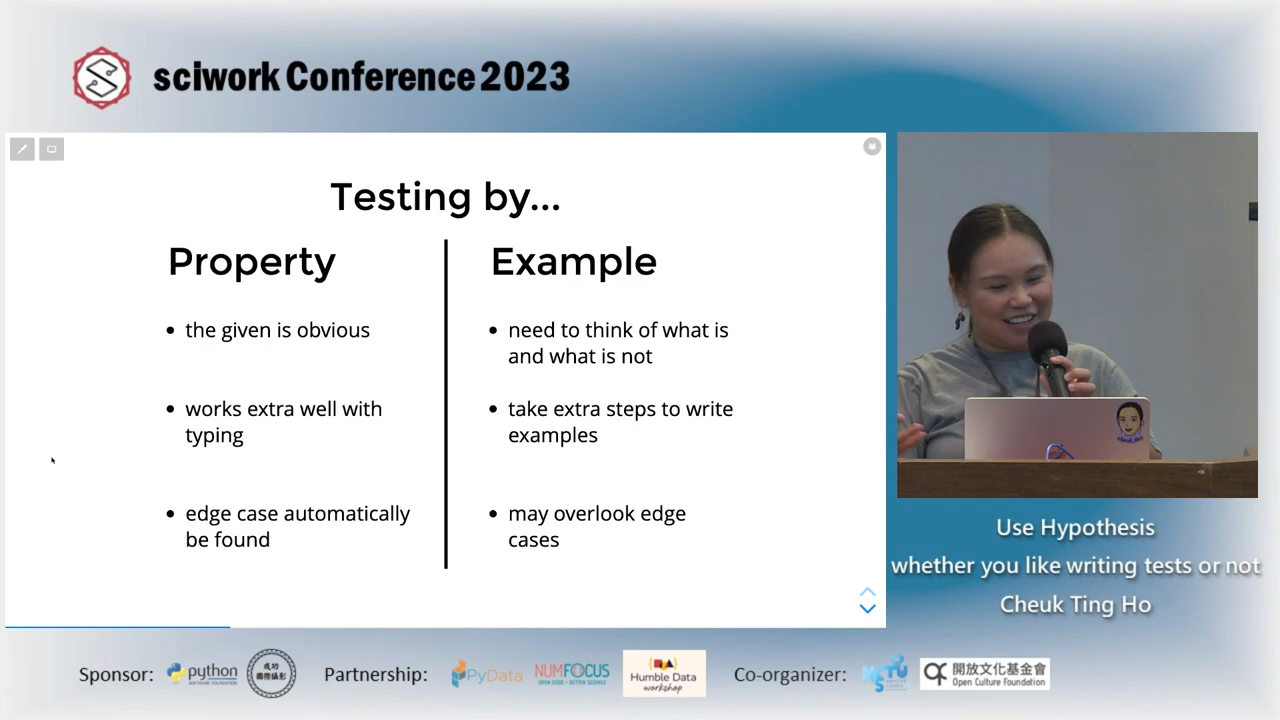 sciwork Conference 2023
Testing by...
Property
the given is obvious
works extra well with
typing
edge case automatically
be found
Example
need to think of what is
and what is not
take extra steps to write
examples
may overlook edge
cases
Use Hypothesis
whether you like writing tests or not
Cheuk Ting Ho
Sponsor:
python
成功
國際攝影
Partnership:
PyData
NUMFOCUS
OPEN CODE = BETTER SCIENCE
Humble Data
workshop
Co-organizer:
開放文化基金會
Open Culture Foundation